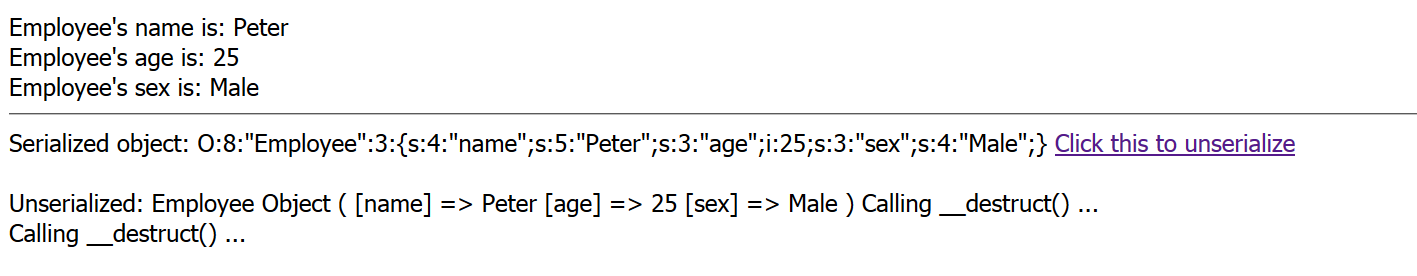 Employee's name is: Peter
Employee's age is: 25
Employee's sex is: Male
Serialized object: O:8:"Employee":3:{s:4:"name";s:5:"Peter";s:3:"age";i:25;s:3:"sex";s:4:"Male";} Click this to unserialize
Unserialized: Employee Object ( [name] => Peter [age] => 25 [sex] => Male ) Calling __destruct() ...
Calling __destruct() ...